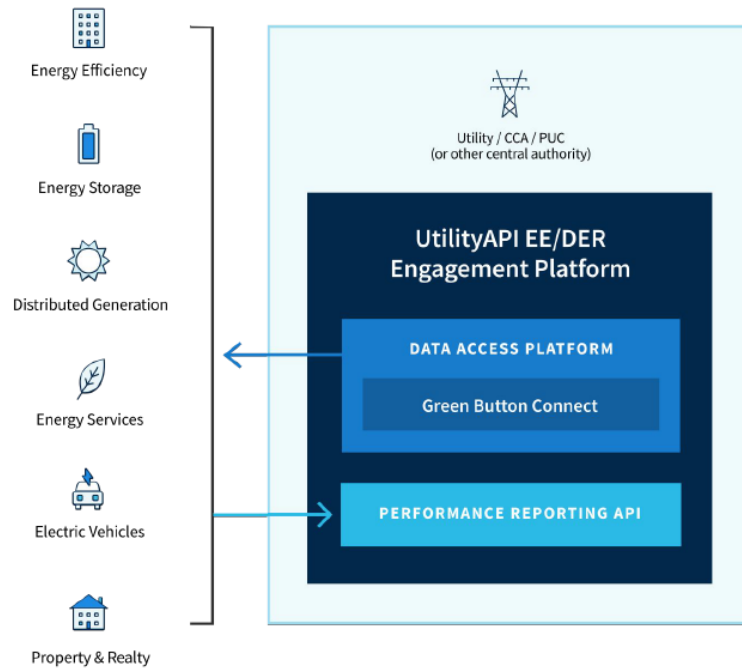 Energy Efficiency
Energy Storage
Distributed Generation
Energy Services
Electric Vehicles
Property & Realty
Utility / CCA / PUC
(or other central authority)
UtilityAPI EE/DER
Engagement Platform
DATA ACCESS PLATFORM
Green Button Connect
PERFORMANCE REPORTING API